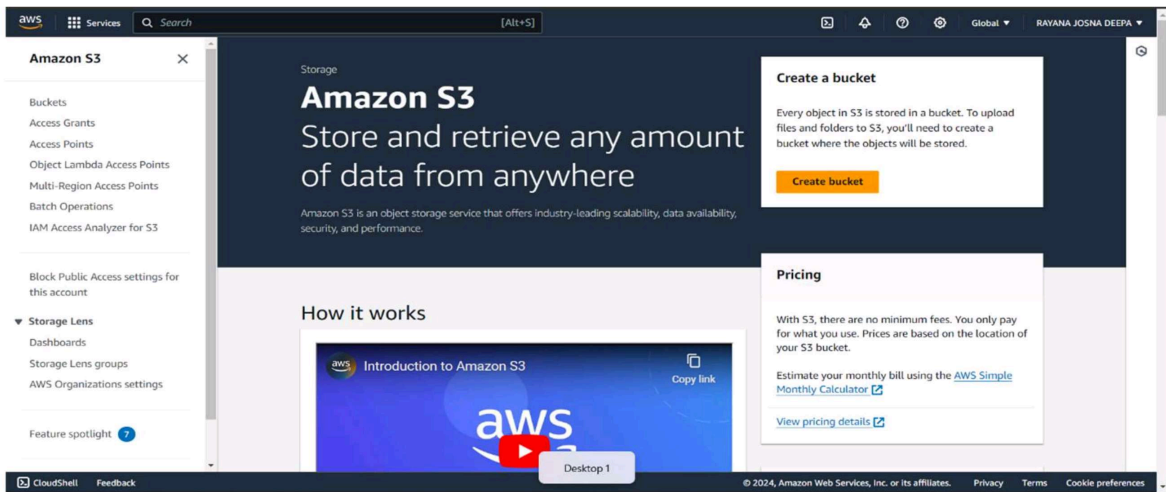 aws
Services
Search
[Alt+S]
Global
RAYANA JOSNA DEEPA
Amazon S3
Buckets
Access Grants
Access Points
Object Lambda Access Points
Multi-Region Access Points
Batch Operations
IAM Access Analyzer for S3
Block Public Access settings for
this account
Storage Lens
Dashboards
Storage Lens groups
AWS Organizations settings
Feature spotlight 7
Storage
Amazon S3
Store and retrieve any amount
of data from anywhere
Amazon S3 is an object storage service that offers industry-leading scalability, data availability,
security, and performance.
How it works
aws Introduction to Amazon S3
Copy link
aws
Desktop 1
Create a bucket
Every object in S3 is stored in a bucket. To upload
files and folders to S3, you'll need to create a
bucket where the objects will be stored.
Create bucket
Pricing
With S3, there are no minimum fees. You only pay
for what you use. Prices are based on the location of
your S3 bucket.
Estimate your monthly bill using the AWS Simple
Monthly Calculator
View pricing details
CloudShell Feedback
© 2024, Amazon Web Services, Inc. or its affiliates. Privacy Terms Cookie preferences